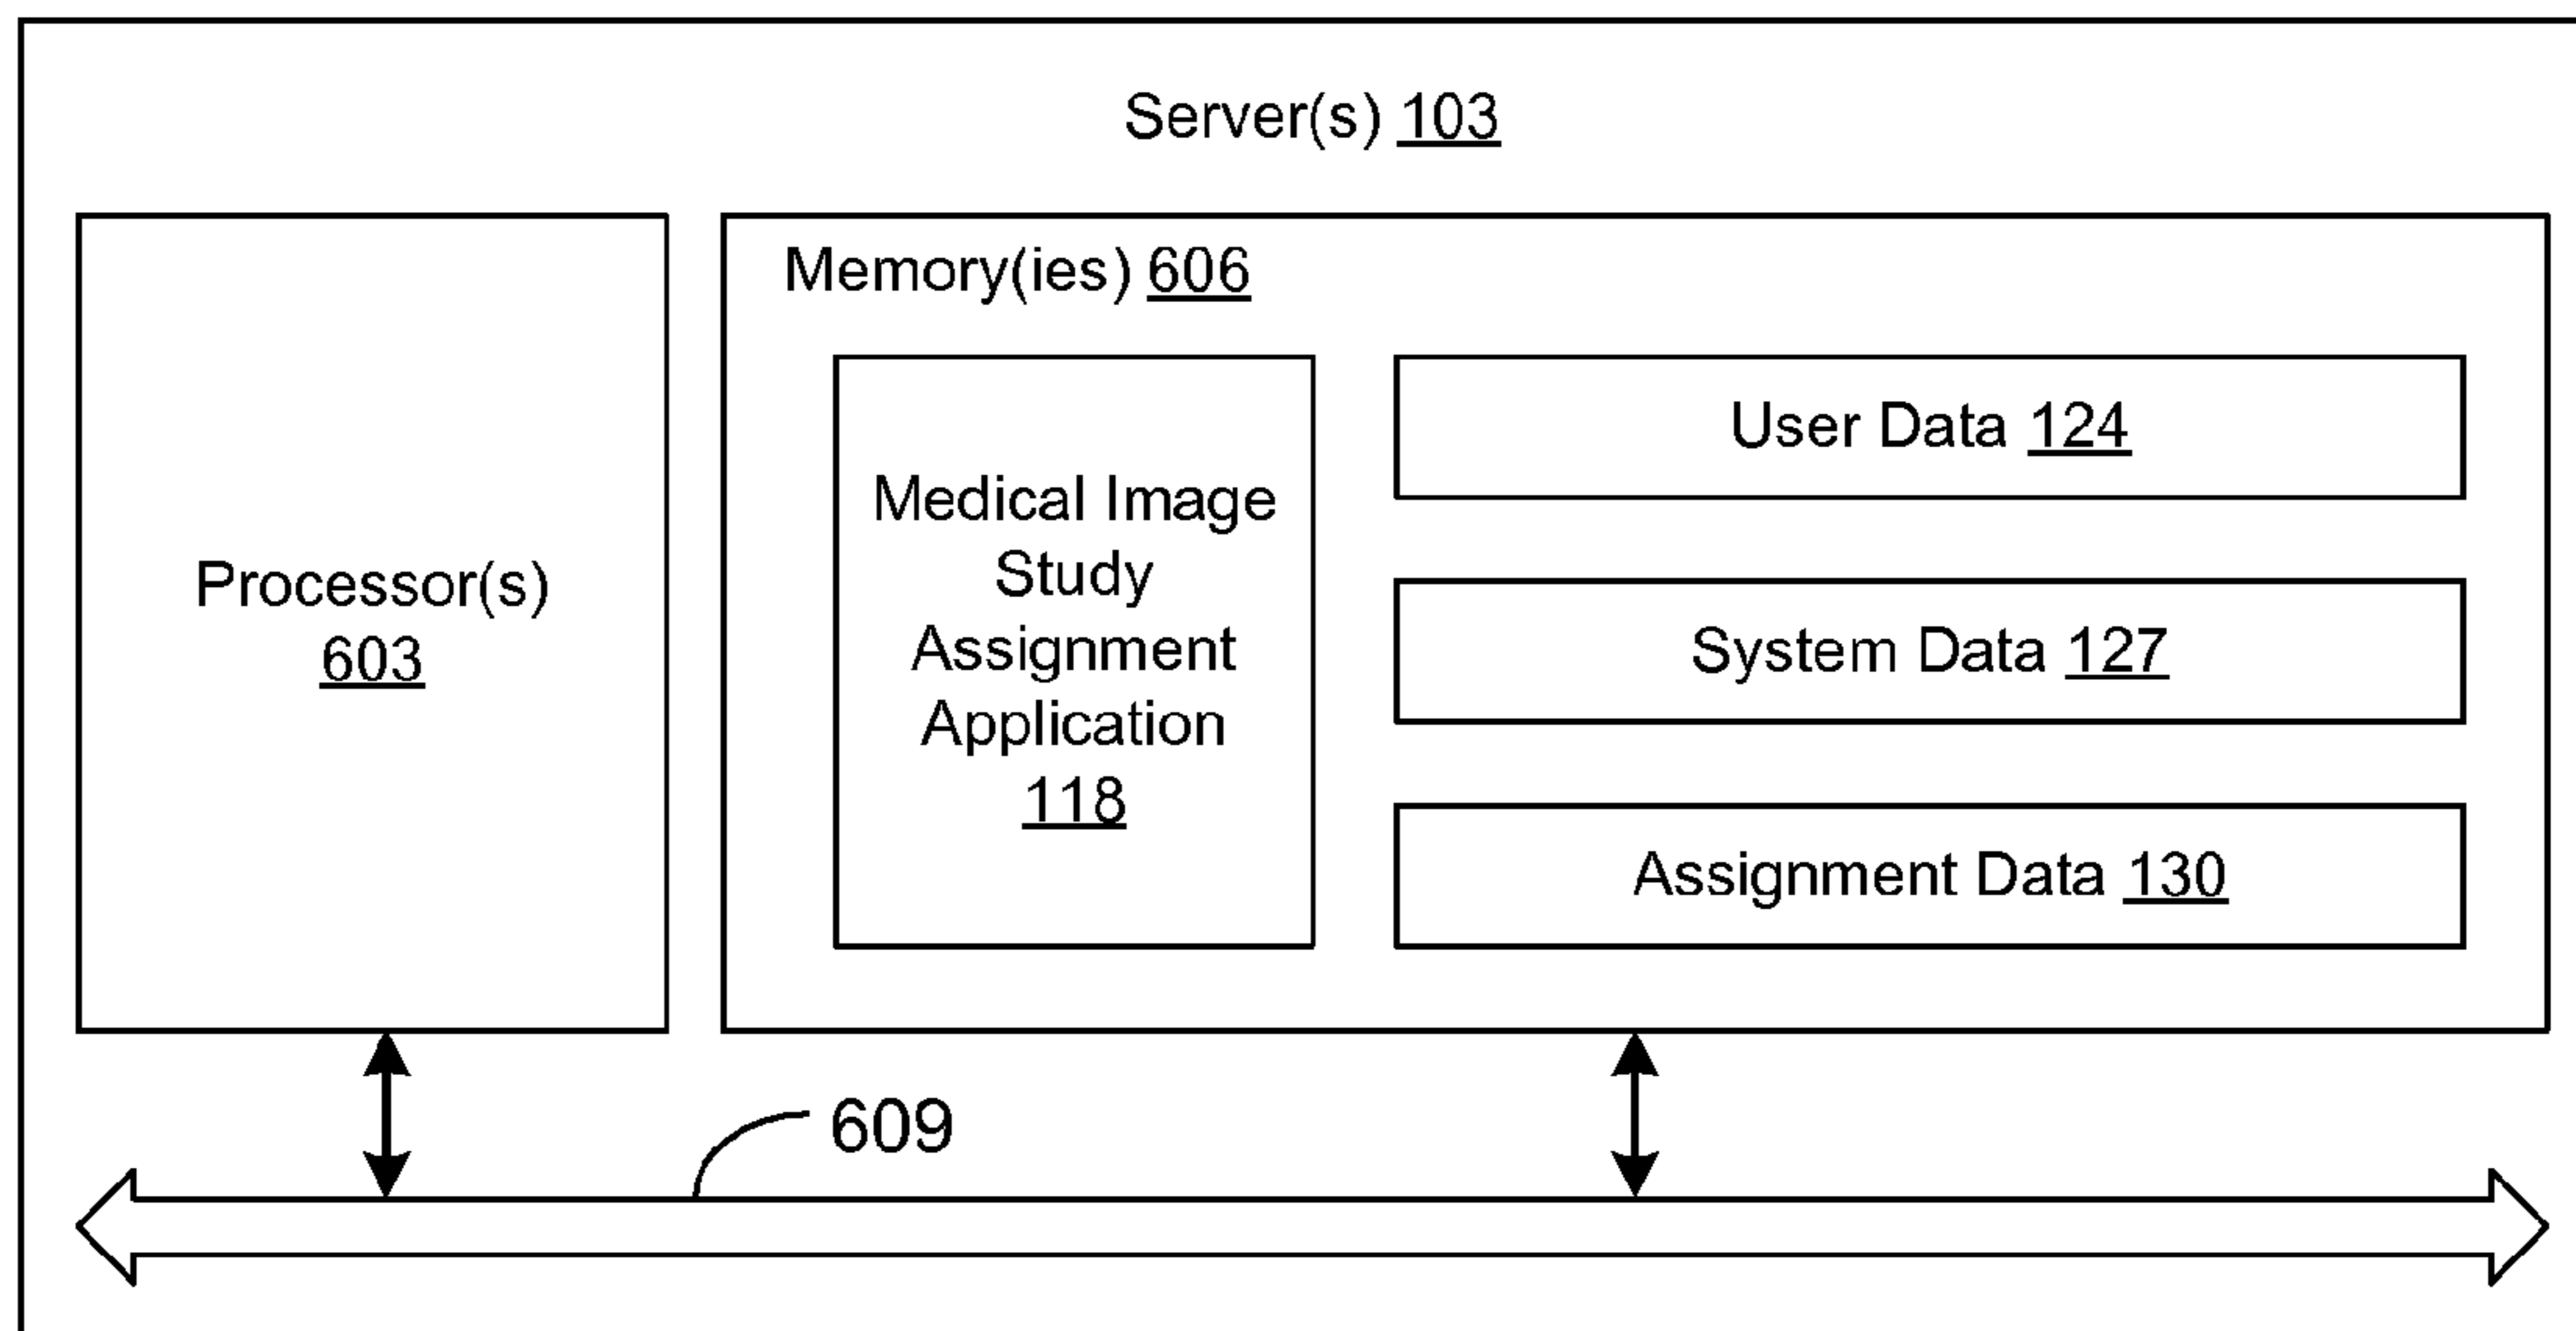 Server(s) 103
Processor(s)
603
Memory(ies) 606
Medical Image
Study
Assignment
Application
118
User Data 124
System Data 127
Assignment Data 130
609